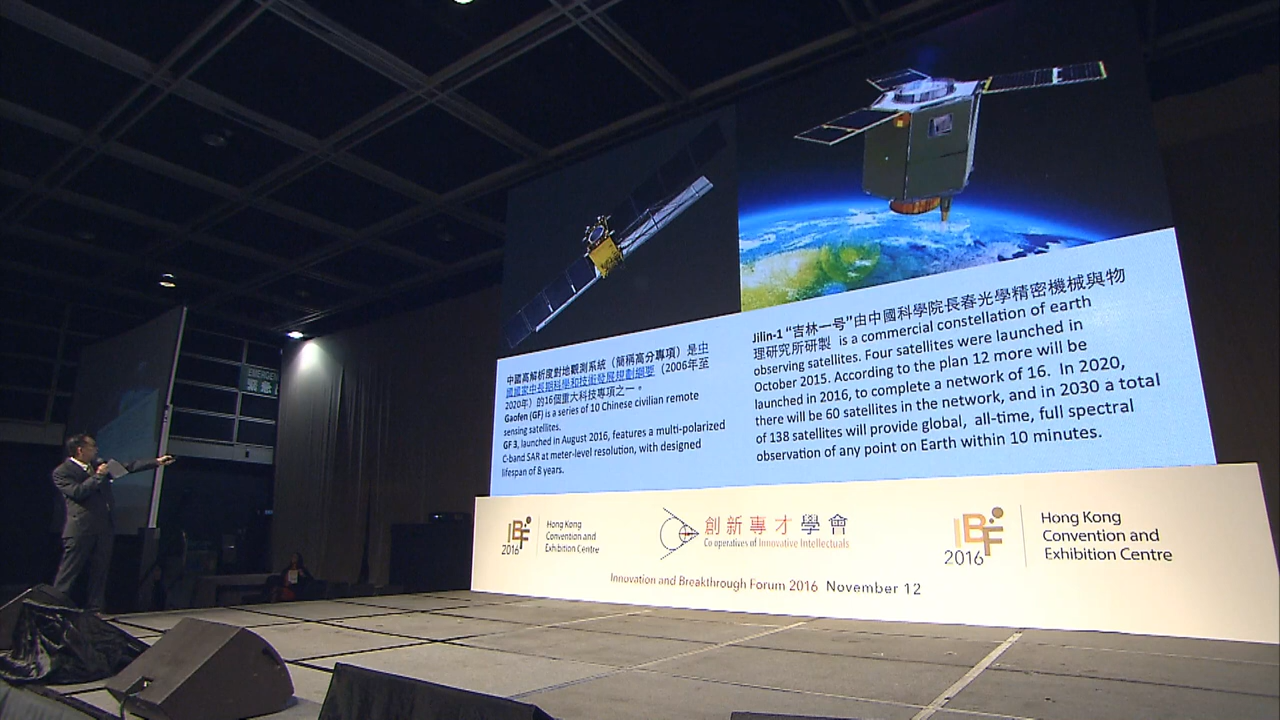 中國高解析度對地觀測系統（簡稱高分專項）是中
國國家中長期科學和技術發展規劃綱要 （2006年至
2020年）的16個重大科技專項之一。
Gaofen (GF) is a series of 10 Chinese civilian remote
sensing satellites.
GF 3, launched in August 2016, features a multi-polarized
C-band SAR at meter-level resolution, with designed
lifespan of 8 years.
Jilin-1 “吉林一号”由中國科學院長春光學精密機械與物
理研究所研製 is a commercial constellation of earth
observing satellites. Four satellites were launched in
October 2015. According to the plan 12 more will be
launched in 2016, to complete a network of 16. In 2020,
there will be 60 satellites in the network, and in 2030 a total
of 138 satellites will provide global, all-time, full spectral
observation of any point on Earth within 10 minutes.
EMERGEN
緊急
IBF
2016
Hong Kong
Convention and
Exhibition Centre
創新專才學會
Co operatives of Innovative Intellectuals
IBF
2016
Hong Kong
Convention and
Exhibition Centre
Innovation and Breakthrough Forum 2016 November 12